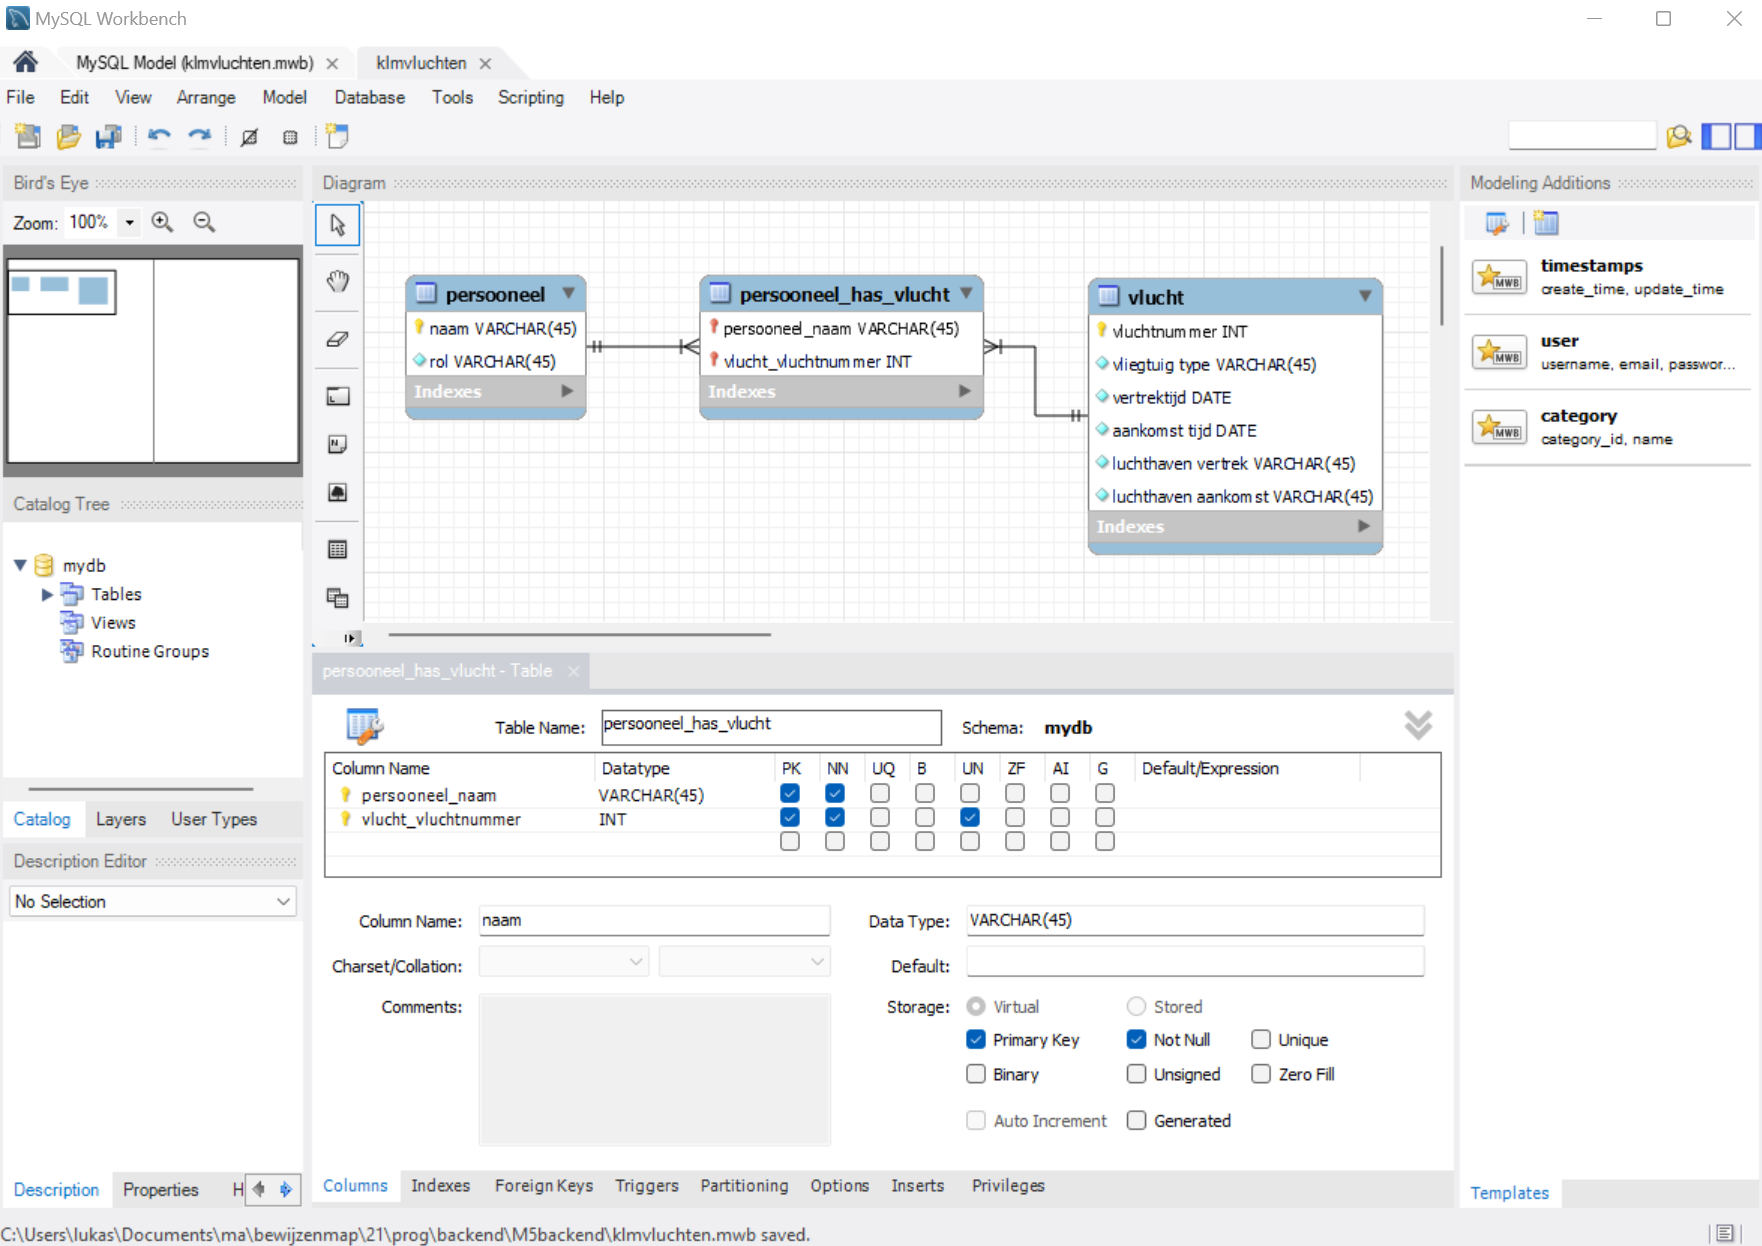 MySQL Workbench
MySQL Model (klmvluchten.mwb)
klmvluchten
File Edit View Arrange Model Database Tools Scripting Help
Bird's Eye
Zoom: 100%
Catalog Tree
mydb
Tables
Views
Routine Groups
Catalog Layers User Types
Description Editor
No Selection
Description Properties H
Diagram
persooneel
naam VARCHAR(45)
rol VARCHAR(45)
Indexes
persooneel_has_vlucht
persooneel_naam VARCHAR(45)
vlucht_vluchtnummer INT
Indexes
vlucht
vluchtnummer INT
vliegtuig type VARCHAR(45)
vertrektijd DATE
aankomst tijd DATE
luchthaven vertrek VARCHAR(45)
luchthaven aankomst VARCHAR(45)
Indexes
persooneel_has_vlucht - Table
Table Name: persooneel_has_vlucht Schema: mydb
Column Name Datatype PK NN UQ B UN ZF AI G Default/Expression
persooneel_naam VARCHAR(45)
vlucht_vluchtnummer INT
Column Name: naam Data Type: VARCHAR(45)
Charset/Collation: Default:
Comments: Storage: Virtual Stored
Primary Key Not Null Unique
Binary Unsigned Zero Fill
Auto Increment Generated
Columns Indexes Foreign Keys Triggers Partitioning Options Inserts Privileges
Modeling Additions
MWB
timestamps
create_time, update_time
MWB
user
username, email, passwor...
MWB
category
category_id, name
Templates
C:\Users\lukas\Documents\ma\bewijzenmap\21\prog\backend\M5backend\klmvluchten.mwb saved.